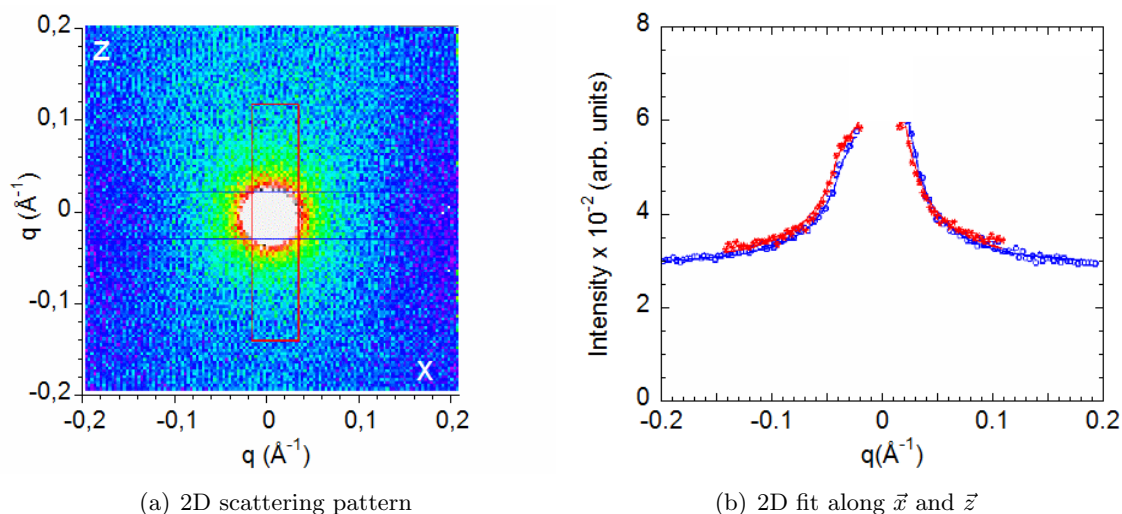 0,2
0,1
0
-0,1
-0,2
q (Å⁻¹)
Z
X
-0,2 -0,1 0 0,1 0,2
q (Å⁻¹)
(a) 2D scattering pattern
8
6
4
2
0
Intensity x 10⁻² (arb. units)
-0.2 -0.1 0 0.1 0.2
q(Å⁻¹)
(b) 2D fit along x⃗ and z⃗